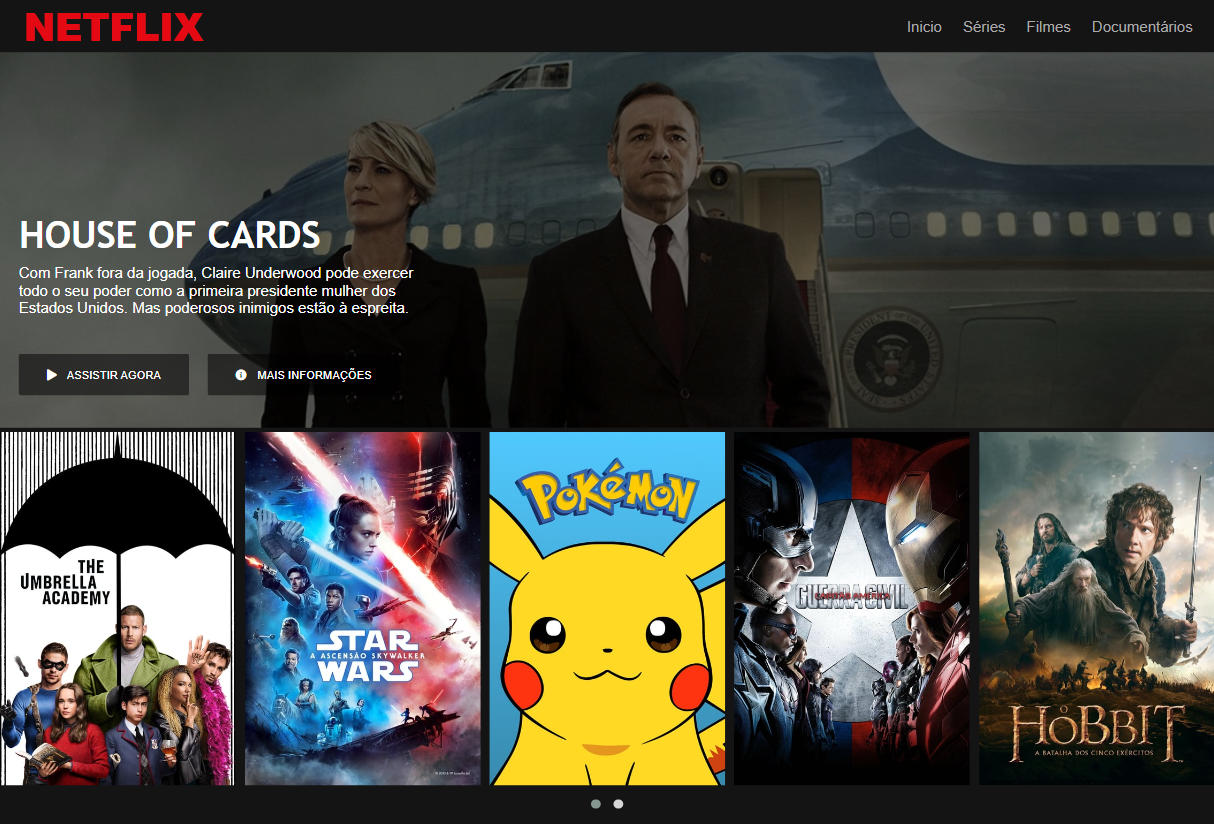 NETFLIX
Inicio Séries Filmes Documentários
HOUSE OF CARDS
Com Frank fora da jogada, Claire Underwood pode exercer
todo o seu poder como a primeira presidente mulher dos
Estados Unidos. Mas poderosos inimigos estão à espreita.
ASSISTIR AGORA
MAIS INFORMAÇÕES
THE
UMBRELLA
ACADEMY
STAR
A ASCENSÃO SKYWALKER
WARS
POKéMON
CAPITÃO AMÉRICA
GUERRA CIVIL
O
HOBBIT
A BATALHA DOS CINCO EXÉRCITOS